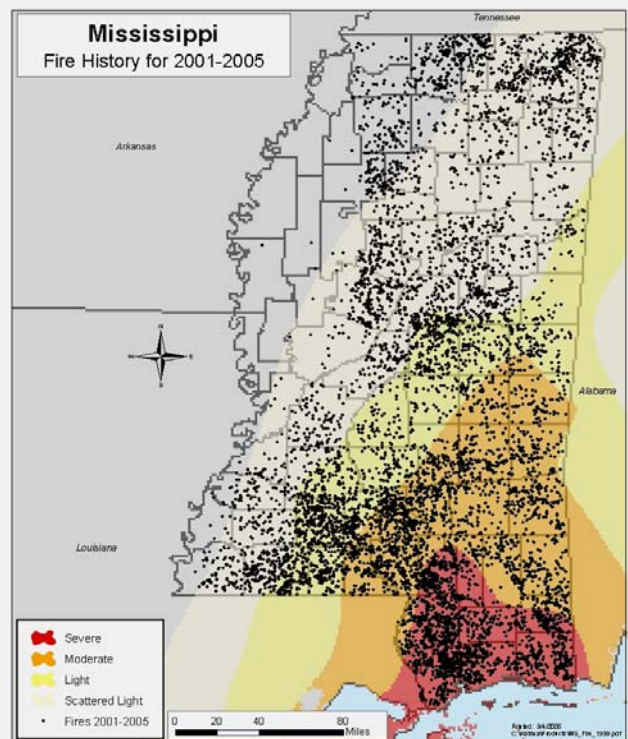 Mississippi
Fire History for 2001-2005
Tennessee
Arkansas
N
W
E
S
Alabama
Louisiana
Severe
Moderate
Light
Scattered Light
Fires 2001-2005
0 20 40 80
Miles